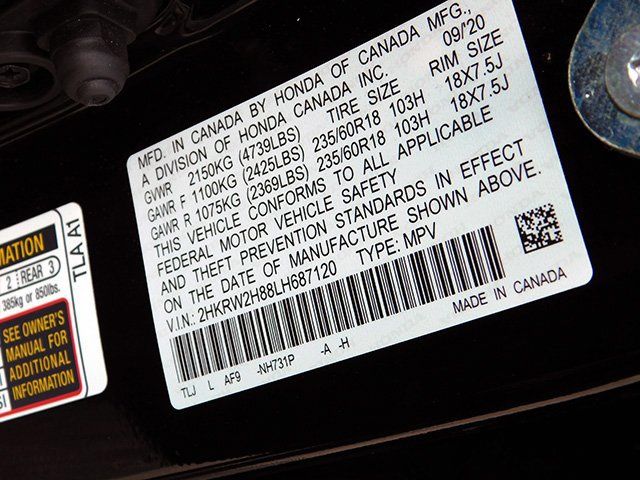 MFD. IN CANADA BY HONDA OF CANADA MFG.,
A DIVISION OF HONDA CANADA INC. 09/'20
GVWR 2150KG (4739LBS) TIRE SIZE RIM SIZE
GAWR F 1100KG (2425LBS) 235/60R18 103H 18X7.5J
GAWR R 1075KG (2369LBS) 235/60R18 103H 18X7.5J
THIS VEHICLE CONFORMS TO ALL APPLICABLE
FEDERAL MOTOR VEHICLE SAFETY
AND THEFT PREVENTION STANDARDS IN EFFECT
ON THE DATE OF MANUFACTURE SHOWN ABOVE.
V.I.N.: 2HKRW2H88LH687120 TYPE: MPV
MADE IN CANADA
TLJ L AF9 -NH731P -A -H
MATION
2 REAR 3
385kg or 850lbs.
SEE OWNER'S
MANUAL FOR
ADDITIONAL
INFORMATION
TLA A1